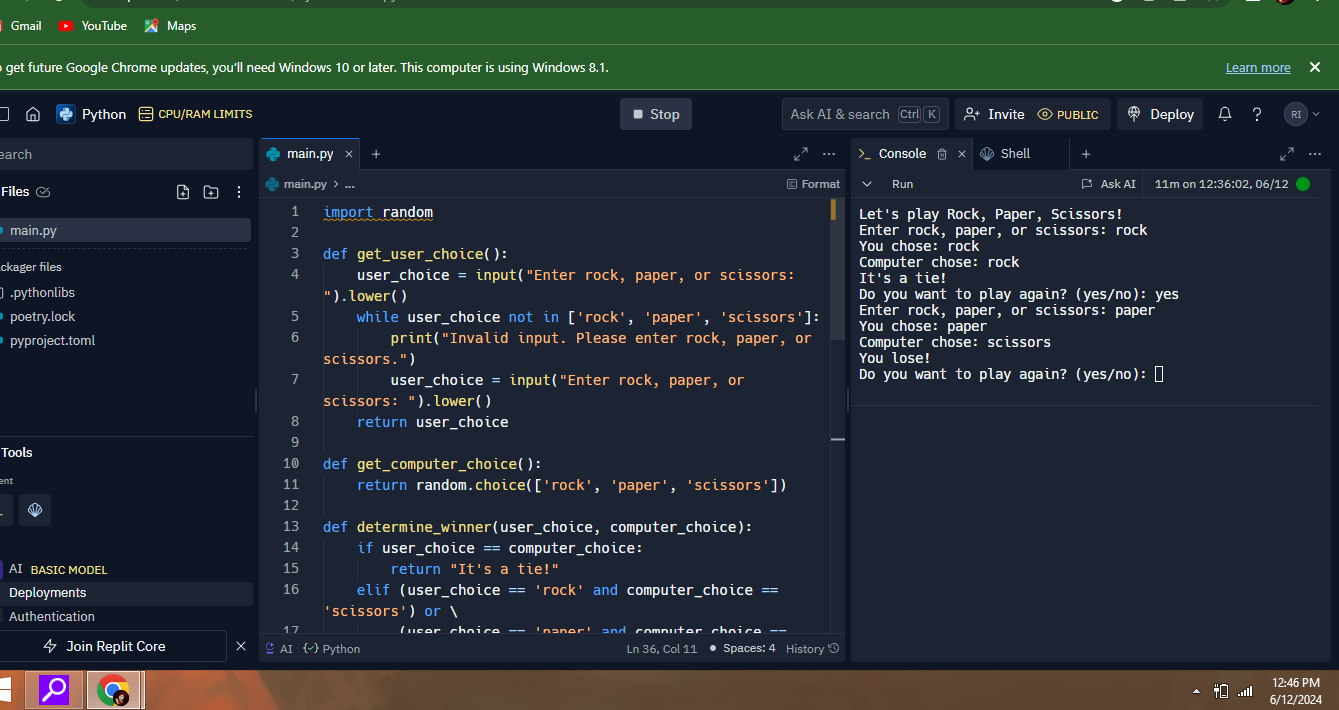 Gmail YouTube Maps
get future Google Chrome updates, you'll need Windows 10 or later. This computer is using Windows 8.1. Learn more
Python CPU/RAM LIMITS Stop Ask AI & search Ctrl K Invite PUBLIC Deploy RI
earch
Files
main.py
ckager files
.pythonlibs
poetry.lock
pyproject.toml
Tools
ent
AI BASIC MODEL
Deployments
Authentication
Join Replit Core
main.py
main.py > ... Format
1 import random
2
3 def get_user_choice():
4 user_choice = input("Enter rock, paper, or scissors:
").lower()
5 while user_choice not in ['rock', 'paper', 'scissors']:
6 print("Invalid input. Please enter rock, paper, or
scissors.")
7 user_choice = input("Enter rock, paper, or
scissors: ").lower()
8 return user_choice
9
10 def get_computer_choice():
11 return random.choice(['rock', 'paper', 'scissors'])
12
13 def determine_winner(user_choice, computer_choice):
14 if user_choice == computer_choice:
15 return "It's a tie!"
16 elif (user_choice == 'rock' and computer_choice ==
'scissors') or \
17 (user_choice == 'paper' and computer_choice ==
AI Python Ln 36, Col 11 Spaces: 4 History
Console Shell
Run Ask AI 11m on 12:36:02, 06/12
Let's play Rock, Paper, Scissors!
Enter rock, paper, or scissors: rock
You chose: rock
Computer chose: rock
It's a tie!
Do you want to play again? (yes/no): yes
Enter rock, paper, or scissors: paper
You chose: paper
Computer chose: scissors
You lose!
Do you want to play again? (yes/no):
12:46 PM
6/12/2024